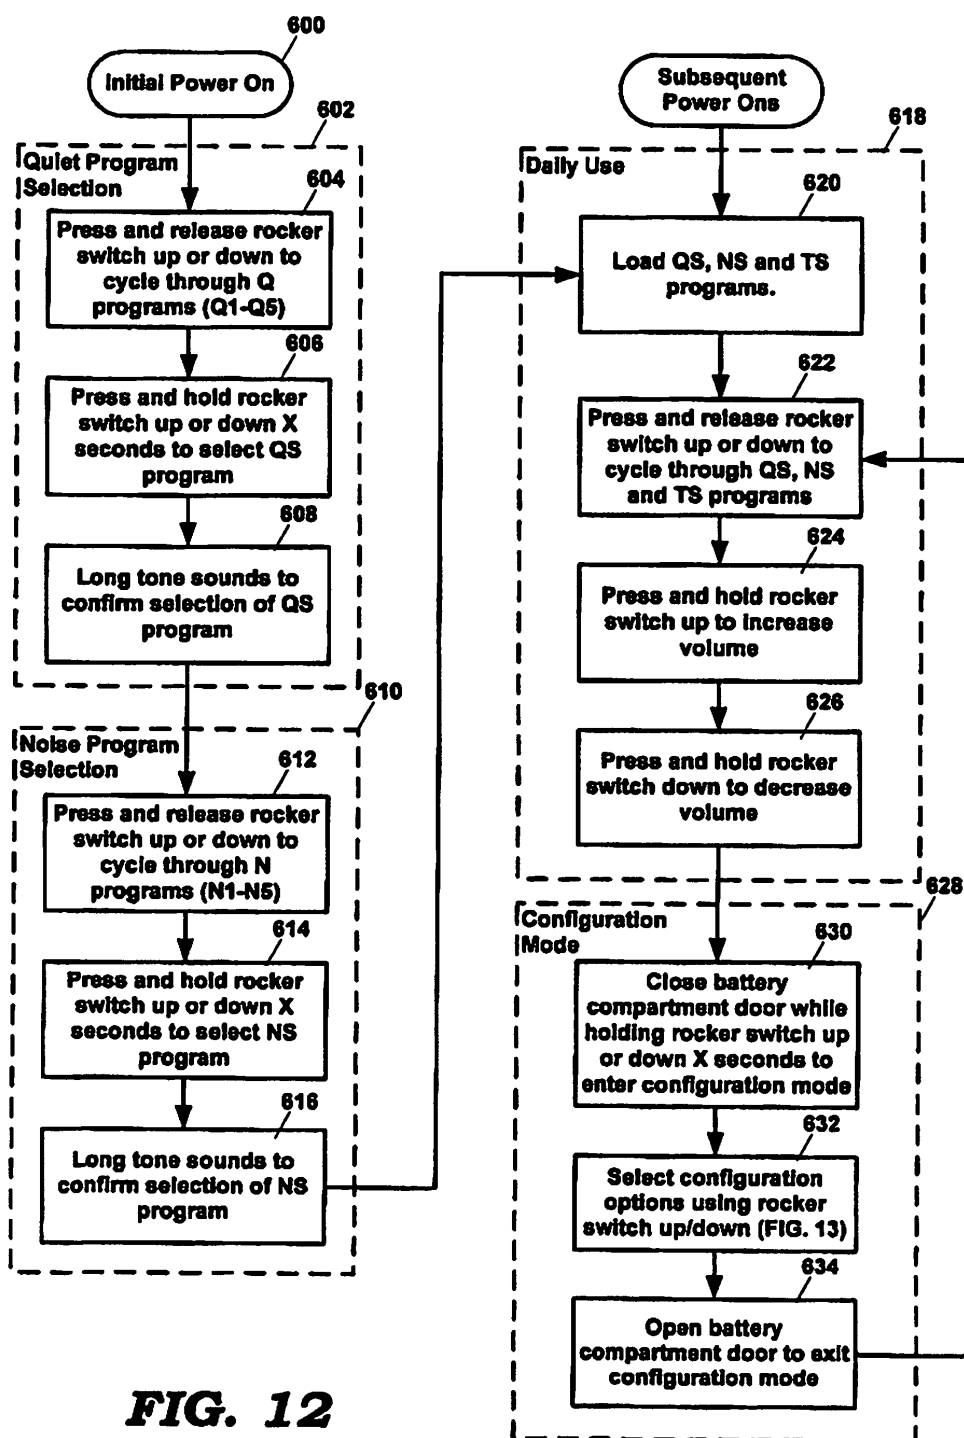 600
Initial Power On
602
Quiet Program
Selection
604
Press and release rocker
switch up or down to
cycle through Q
programs (Q1-Q5)
606
Press and hold rocker
switch up or down X
seconds to select QS
program
608
Long tone sounds to
confirm selection of QS
program
610
Noise Program
Selection
612
Press and release rocker
switch up or down to
cycle through N
programs (N1-N5)
614
Press and hold rocker
switch up or down X
seconds to select NS
program
616
Long tone sounds to
confirm selection of NS
program
Subsequent
Power Ons
618
Daily Use
620
Load QS, NS and TS
programs.
622
Press and release rocker
switch up or down to
cycle through QS, NS
and TS programs
624
Press and hold rocker
switch up to increase
volume
626
Press and hold rocker
switch down to decrease
volume
628
Configuration
Mode
630
Close battery
compartment door while
holding rocker switch up
or down X seconds to
enter configuration mode
632
Select configuration
options using rocker
switch up/down (FIG. 13)
634
Open battery
compartment door to exit
configuration mode
FIG. 12